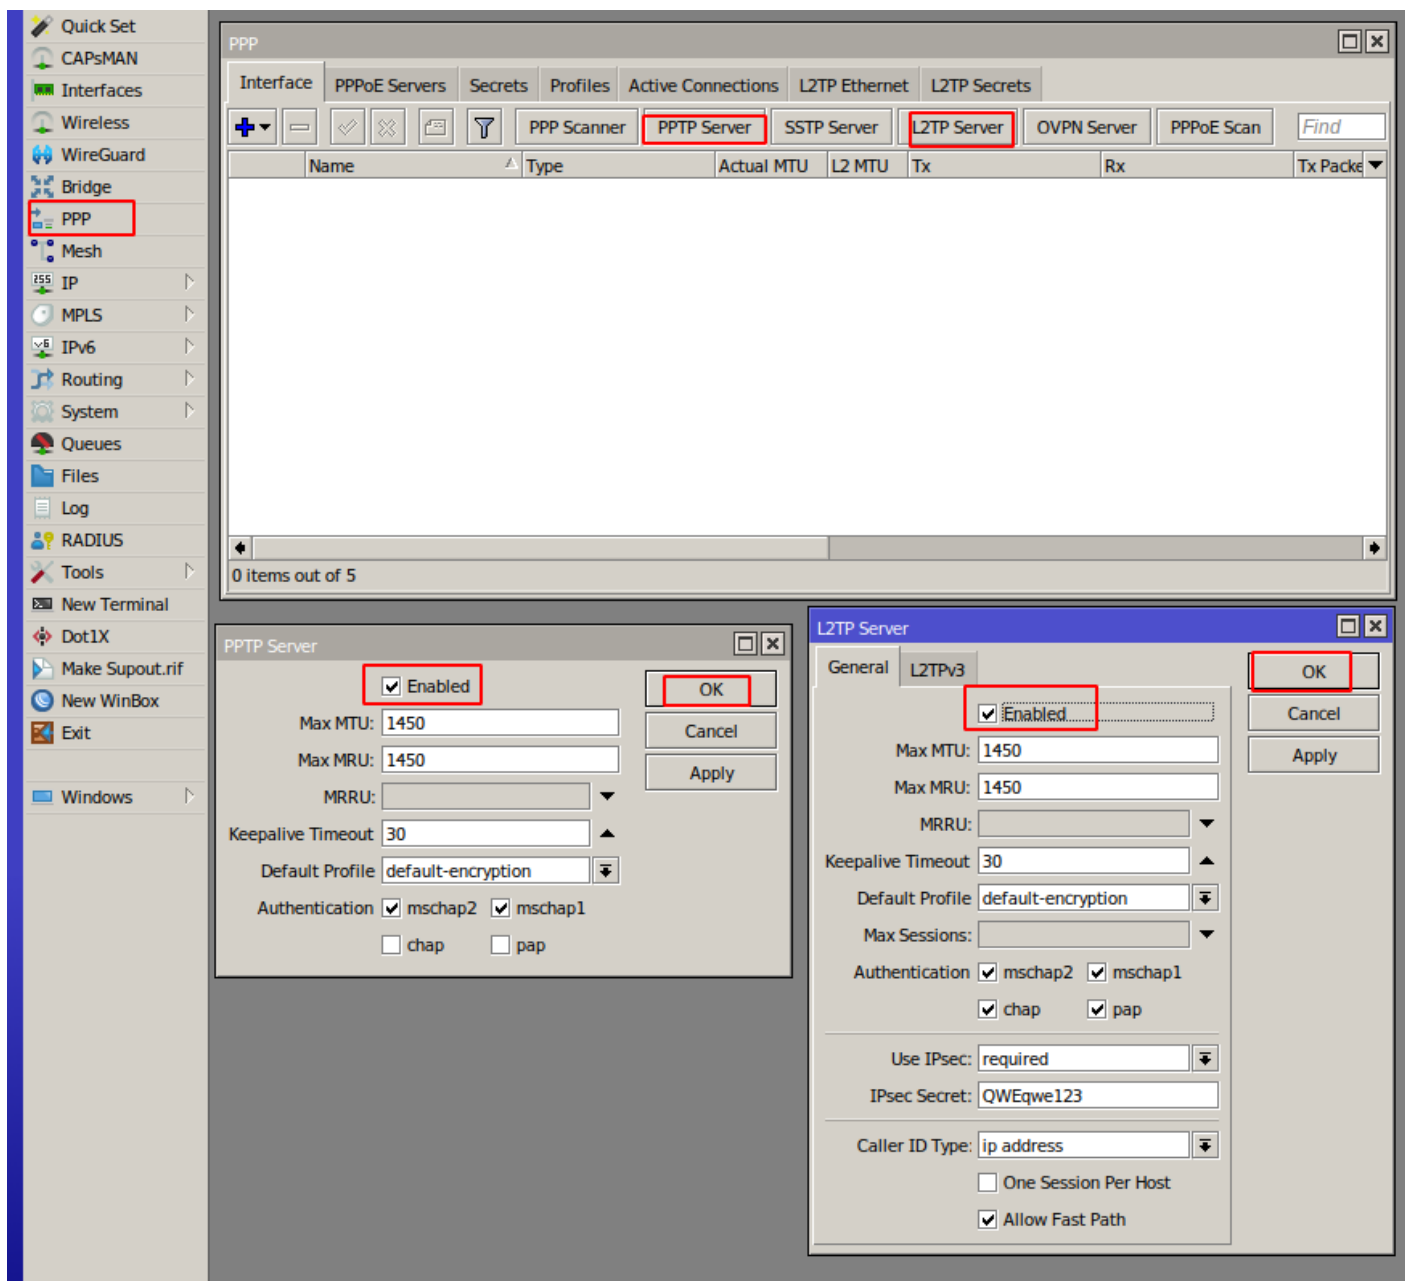 Quick Set
CAPsMAN
Interfaces
Wireless
WireGuard
Bridge
PPP
Mesh
255 IP
MPLS
v6 IPv6
Routing
System
Queues
Files
Log
RADIUS
Tools
New Terminal
Dot1X
Make Supout.rif
New WinBox
Exit
Windows
PPP
Interface PPPoE Servers Secrets Profiles Active Connections L2TP Ethernet L2TP Secrets
PPP Scanner PPTP Server SSTP Server L2TP Server OVPN Server PPPoE Scan Find
Name Type Actual MTU L2 MTU Tx Rx Tx Packe
0 items out of 5
PPTP Server
Enabled
Max MTU: 1450
Max MRU: 1450
MRRU:
Keepalive Timeout 30
Default Profile default-encryption
Authentication mschap2 mschap1
chap pap
OK
Cancel
Apply
L2TP Server
General L2TPv3
Enabled
Max MTU: 1450
Max MRU: 1450
MRRU:
Keepalive Timeout 30
Default Profile default-encryption
Max Sessions:
Authentication mschap2 mschap1
chap pap
Use IPsec: required
IPsec Secret: QWEqwe123
Caller ID Type: ip address
One Session Per Host
Allow Fast Path
OK
Cancel
Apply